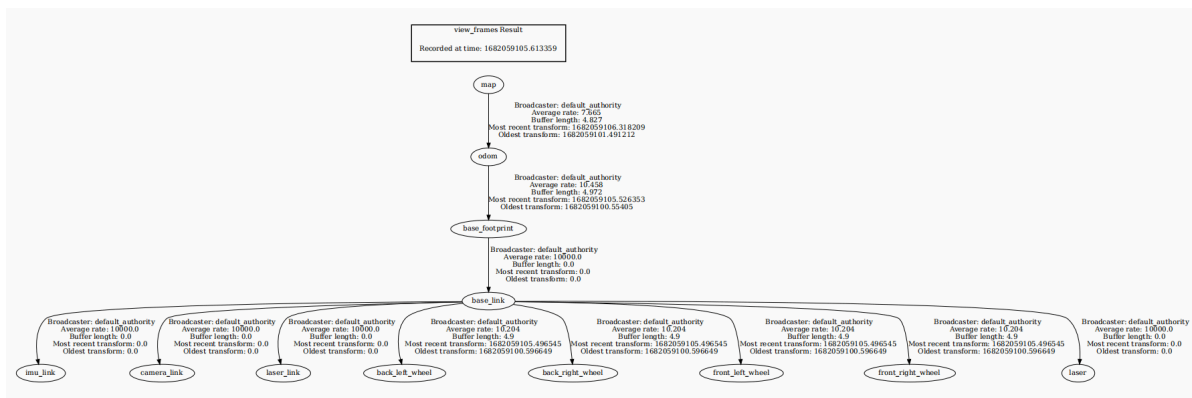 view_frames Result
Recorded at time: 1682059105.613359
map
Broadcaster: default_authority
Average rate: 7.665
Buffer length: 4.827
Most recent transform: 1682059106.318209
Oldest transform: 1682059101.491212
odom
Broadcaster: default_authority
Average rate: 10.458
Buffer length: 4.972
Most recent transform: 1682059105.526353
Oldest transform: 1682059100.55405
base_footprint
Broadcaster: default_authority
Average rate: 10000.0
Buffer length: 0.0
Most recent transform: 0.0
Oldest transform: 0.0
base_link
Broadcaster: default_authority
Average rate: 10000.0
Buffer length: 0.0
Most recent transform: 0.0
Oldest transform: 0.0
Broadcaster: default_authority
Average rate: 10000.0
Buffer length: 0.0
Most recent transform: 0.0
Oldest transform: 0.0
Broadcaster: default_authority
Average rate: 10000.0
Buffer length: 0.0
Most recent transform: 0.0
Oldest transform: 0.0
Broadcaster: default_authority
Average rate: 10.204
Buffer length: 4.9
Most recent transform: 1682059105.496545
Oldest transform: 1682059100.596649
Broadcaster: default_authority
Average rate: 10.204
Buffer length: 4.9
Most recent transform: 1682059105.496545
Oldest transform: 1682059100.596649
Broadcaster: default_authority
Average rate: 10.204
Buffer length: 4.9
Most recent transform: 1682059105.496545
Oldest transform: 1682059100.596649
Broadcaster: default_authority
Average rate: 10.204
Buffer length: 4.9
Most recent transform: 1682059105.496545
Oldest transform: 1682059100.596649
Broadcaster: default_authority
Average rate: 10000.0
Buffer length: 0.0
Most recent transform: 0.0
Oldest transform: 0.0
imu_link
camera_link
laser_link
back_left_wheel
back_right_wheel
front_left_wheel
front_right_wheel
laser